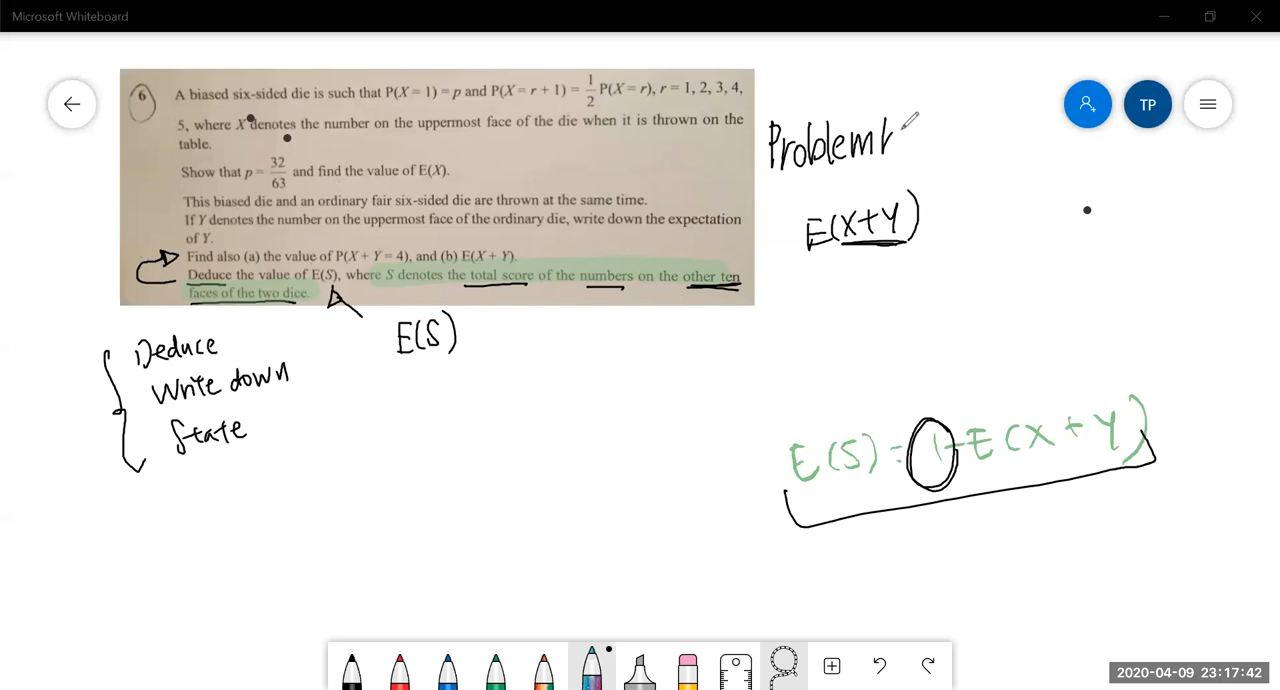 Microsoft Whiteboard
TP
6
A biased six-sided die is such that P(X = 1) = p and P(X = r + 1) = 1/2 P(X = r), r = 1, 2, 3, 4,
5, where X denotes the number on the uppermost face of the die when it is thrown on the
table.
Show that p = 32/63 and find the value of E(X).
This biased die and an ordinary fair six-sided die are thrown at the same time.
If Y denotes the number on the uppermost face of the ordinary die, write down the expectation
of Y.
Find also (a) the value of P(X + Y = 4), and (b) E(X + Y).
Deduce the value of E(S), where S denotes the total score of the numbers on the other ten
faces of the two dice.
E(S)
Deduce
Write down
State
E(X+Y)
E(S) = 1-E(X+Y)
2020-04-09 23:17:42